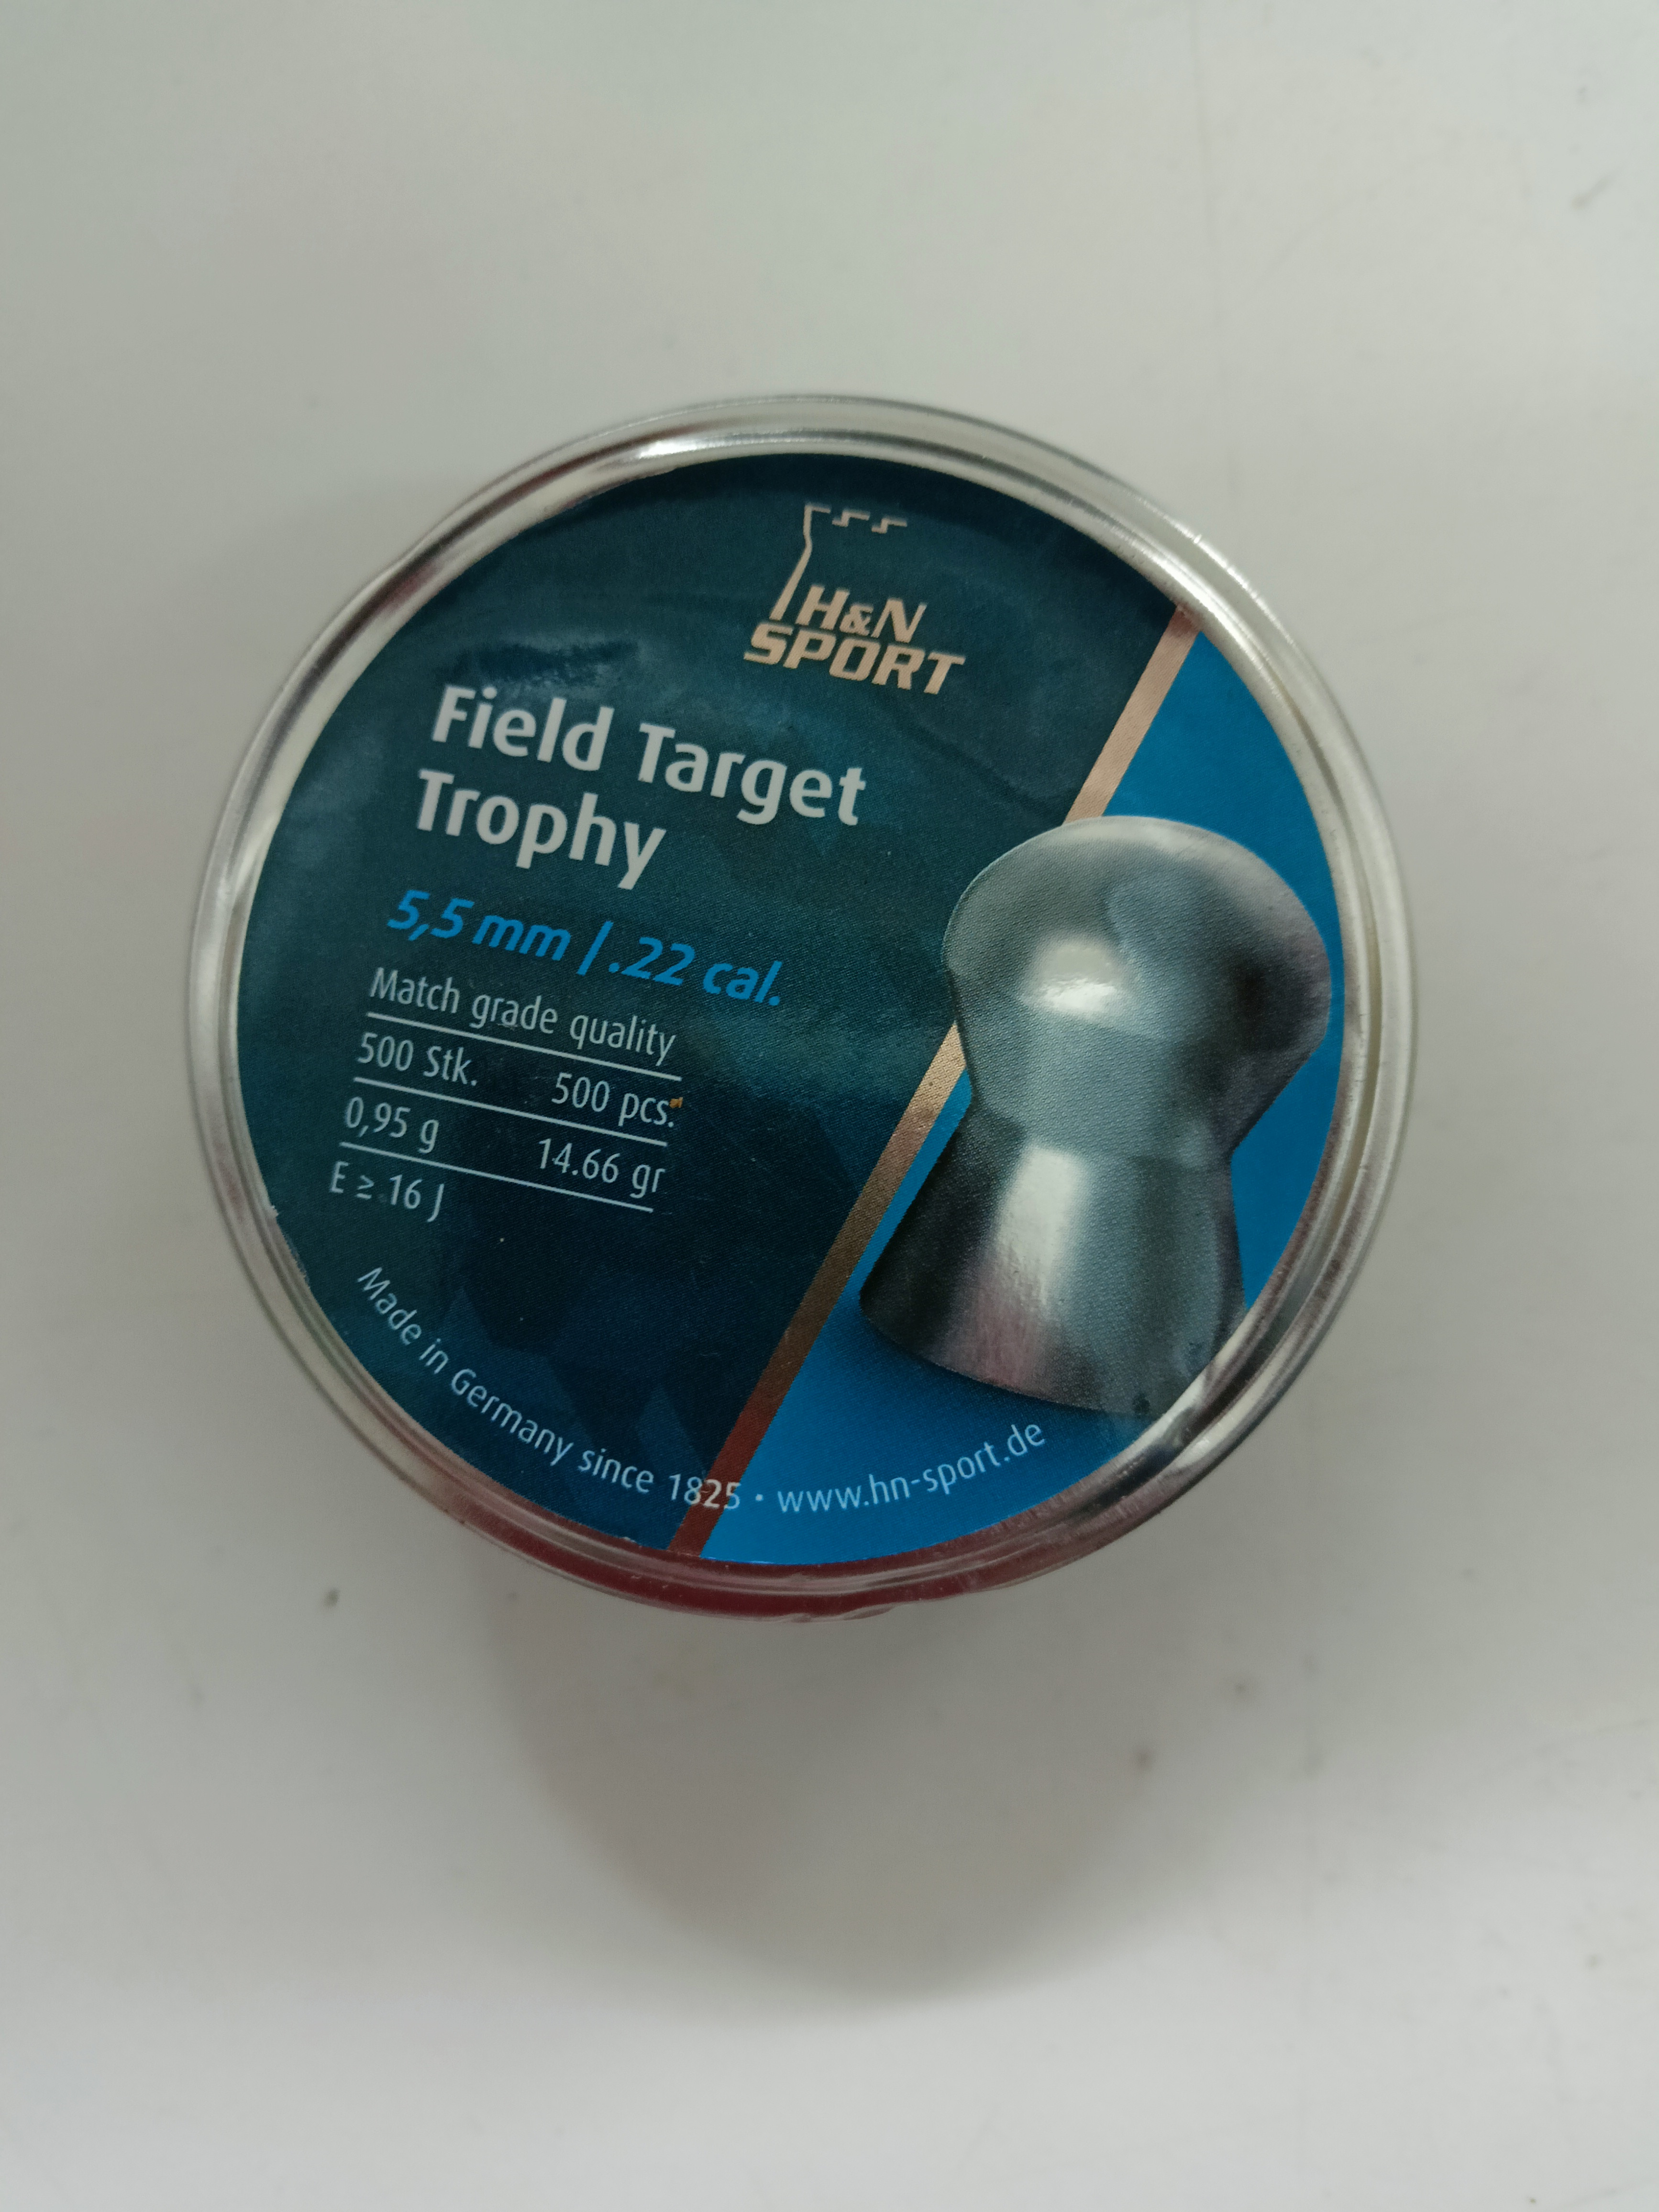 H&N
SPORT
Field Target
Trophy
5,5 mm | .22 cal.
Match grade quality
500 Stk. 500 pcs.
0,95 g 14.66 gr
E ≥ 16 J
Made in Germany since 1825 · www.hn-sport.de